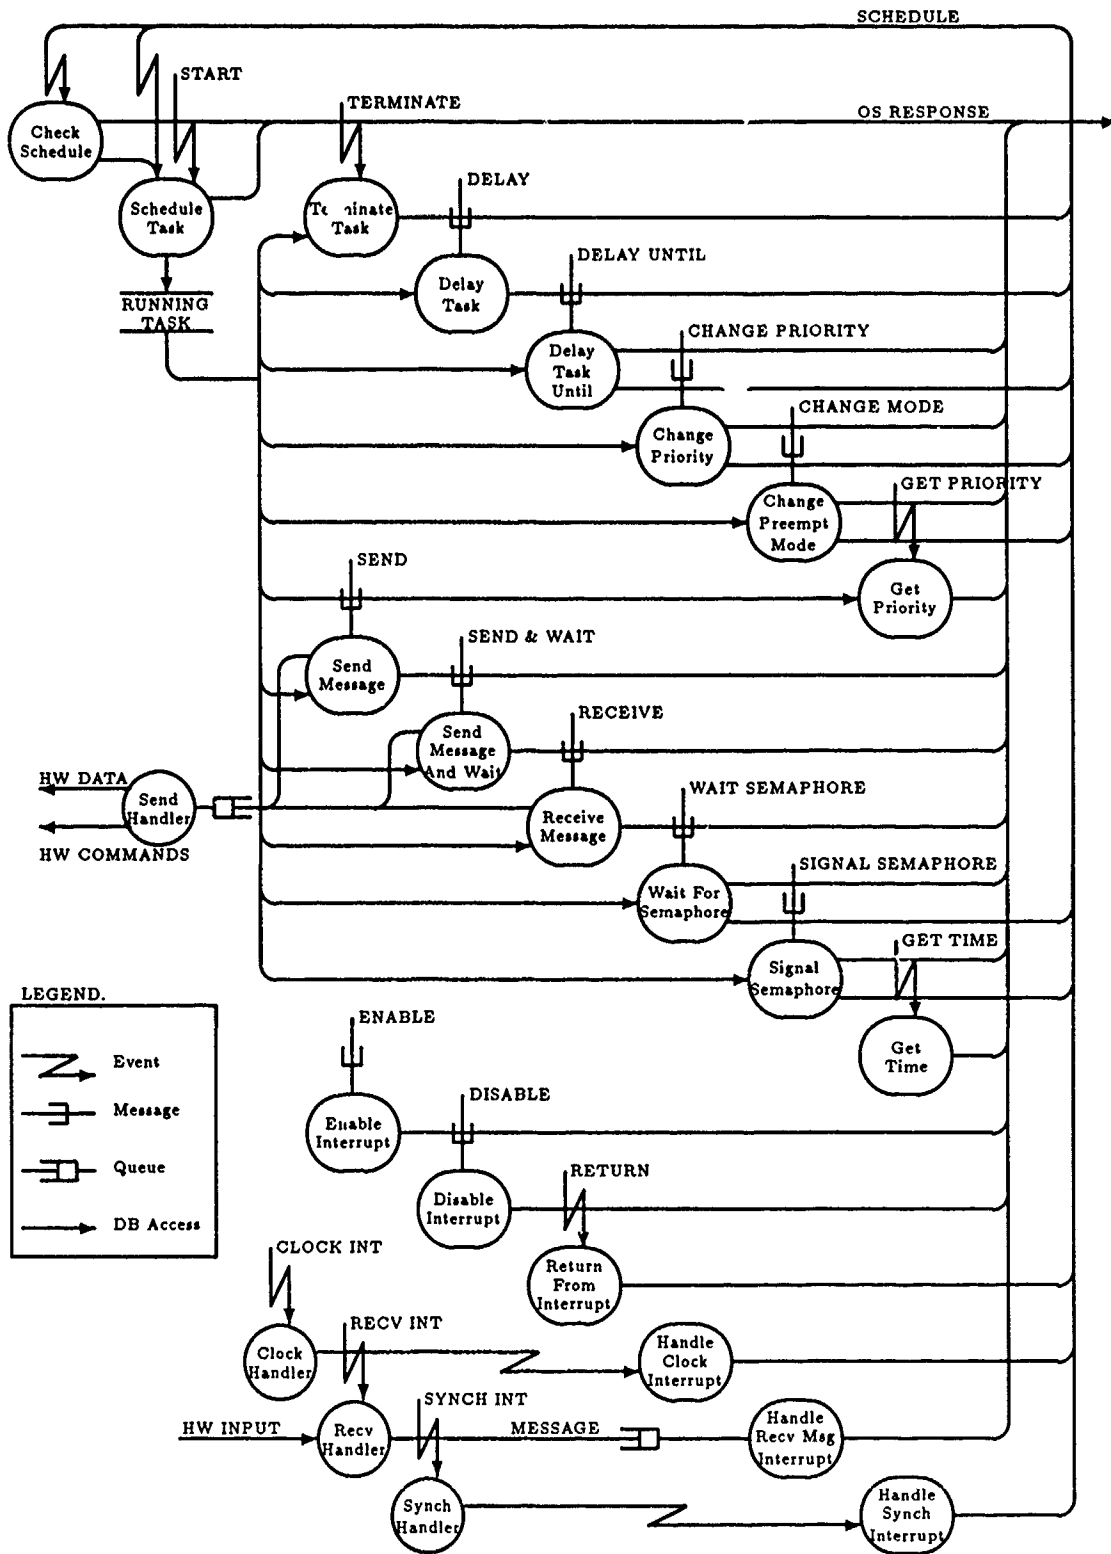 SCHEDULE
START
TERMINATE
OS RESPONSE
Check
Schedule
DELAY
Schedule
Task
Task
DELAY UNTIL
Delay
Task
RUNNING
TASK
CHANGE PRIORITY
Delay
Task
Until
CHANGE MODE
Change
Priority
GET PRIORITY
Change
Preempt
Mode
SEND
Get
Priority
SEND & WAIT
Send
Message
RECEIVE
Send
Message
And Wait
HW DATA
WAIT SEMAPHORE
Send
Handler
Receive
Message
HW COMMANDS
SIGNAL SEMAPHORE
Wait For
Semaphore
GET TIME
Signal
Semaphore
LEGEND.
ENABLE
Get
Time
Event
Message
DISABLE
Enable
Interrupt
Queue
RETURN
Disable
Interrupt
DB Access
CLOCK INT
Return
From
Interrupt
RECV INT
Clock
Handler
Handle
Clock
Interrupt
SYNCH INT
HW INPUT
MESSAGE
Recv
Handler
Handle
Recv Msg
Interrupt
Synch
Handler
Handle
Synch
Interrupt